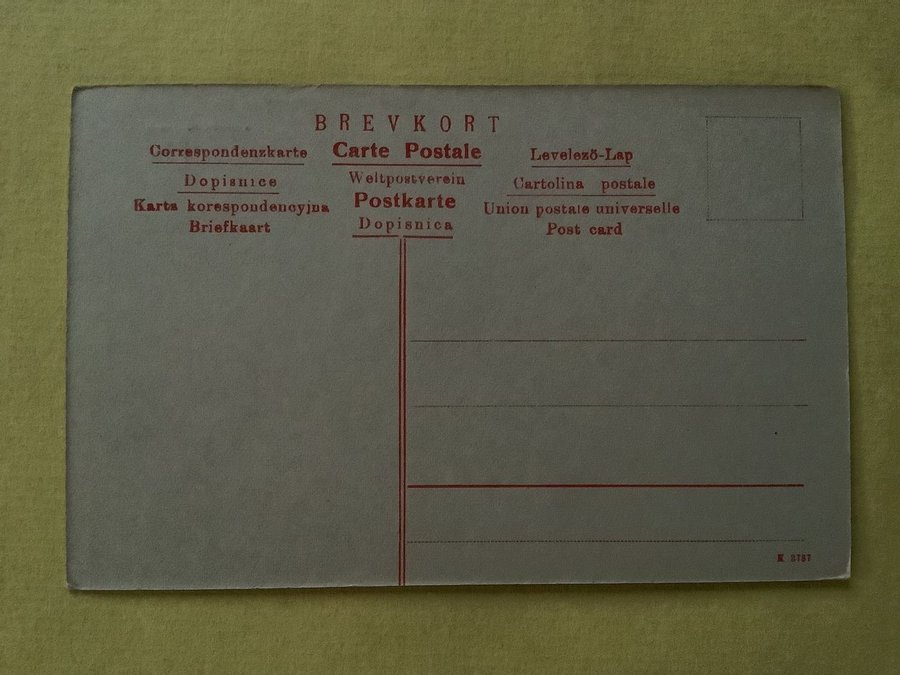 BREVKORT
Correspondenzkarte Carte Postale Levelező-Lap
Dopisnice Weltpostverein Cartolina postale
Karta korespondencyjna Postkarte Union postale universelle
Briefkaart Dopisnica Post card
K 2787